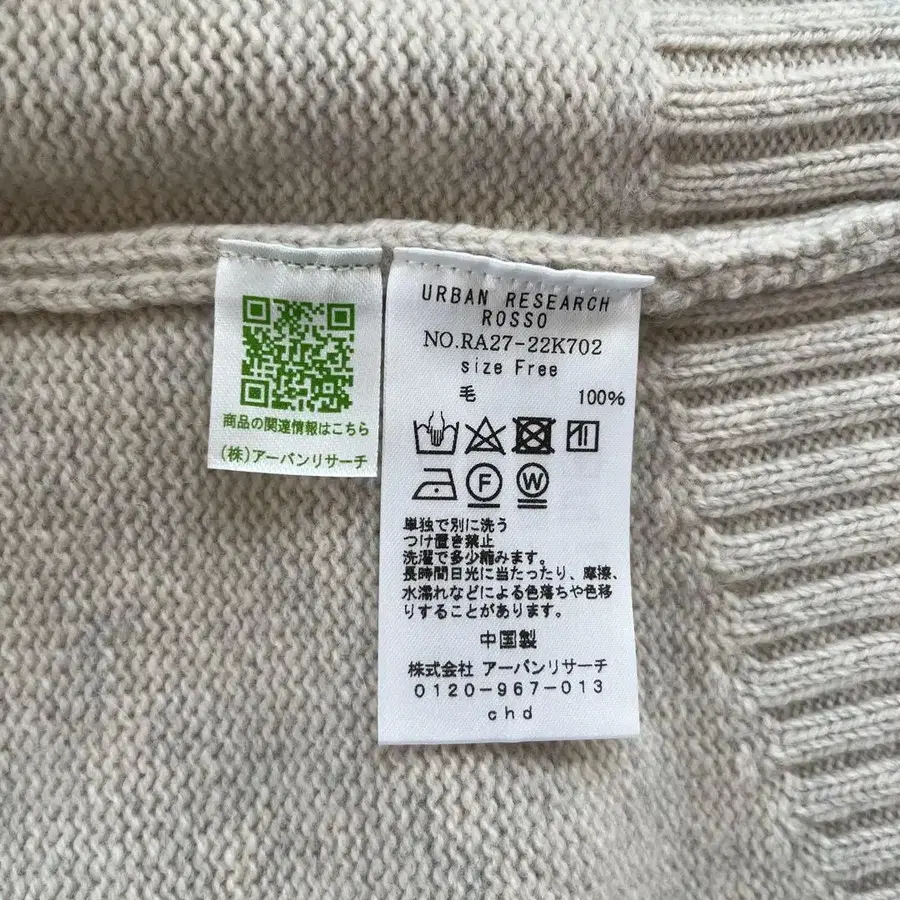 商品の関連情報はこちら
(株)アーバンリサーチ
URBAN RESEARCH
ROSSO
NO.RA27-22K702
size Free
毛 100%
F W
単独で別に洗う
つけ置き禁止
洗濯で多少縮みます。
長時間日光に当たったり、摩擦、
水濡れなどによる色落ちや色移
りすることがあります。
中国製
株式会社 アーバンリサーチ
0120-967-013
chd